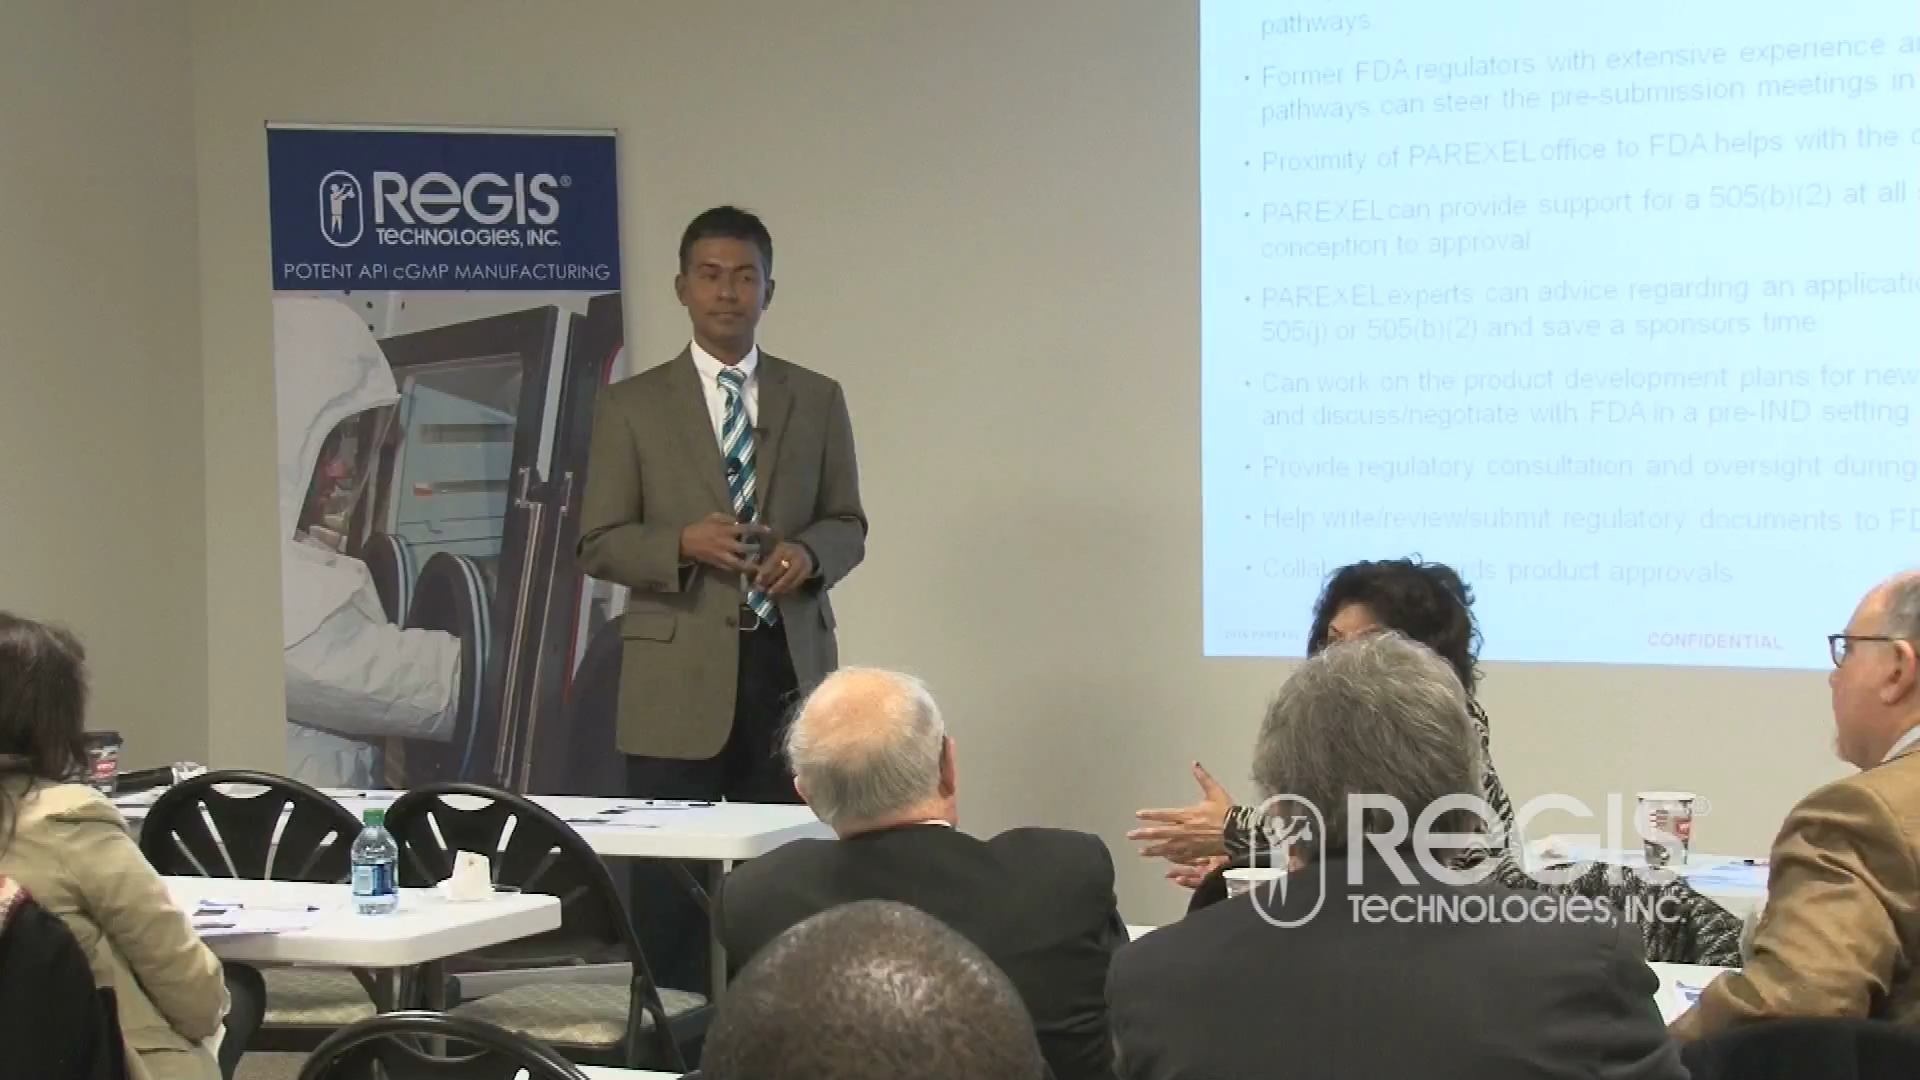 REGIS®
TECHNOLOGIES, INC.
POTENT API cGMP MANUFACTURING
pathways
• Former FDA regulators with extensive experience
pathways can steer the pre-submission meetings in
• Proximity of PAREXEL office to FDA helps with the
• PAREXEL can provide support for a 505(b)(2) at all
conception to approval
• PAREXEL experts can advice regarding an
505(j) or 505(b)(2) and save a sponsors time
• Can work on the product development plans for new
and discuss/negotiate with FDA in a pre-IND setting
• Provide regulatory consultation and oversight during
• Help write/review/submit regulatory documents to
• product approvals
PAREXEL
CONFIDENTIAL
REGIS®
TECHNOLOGIES, INC.